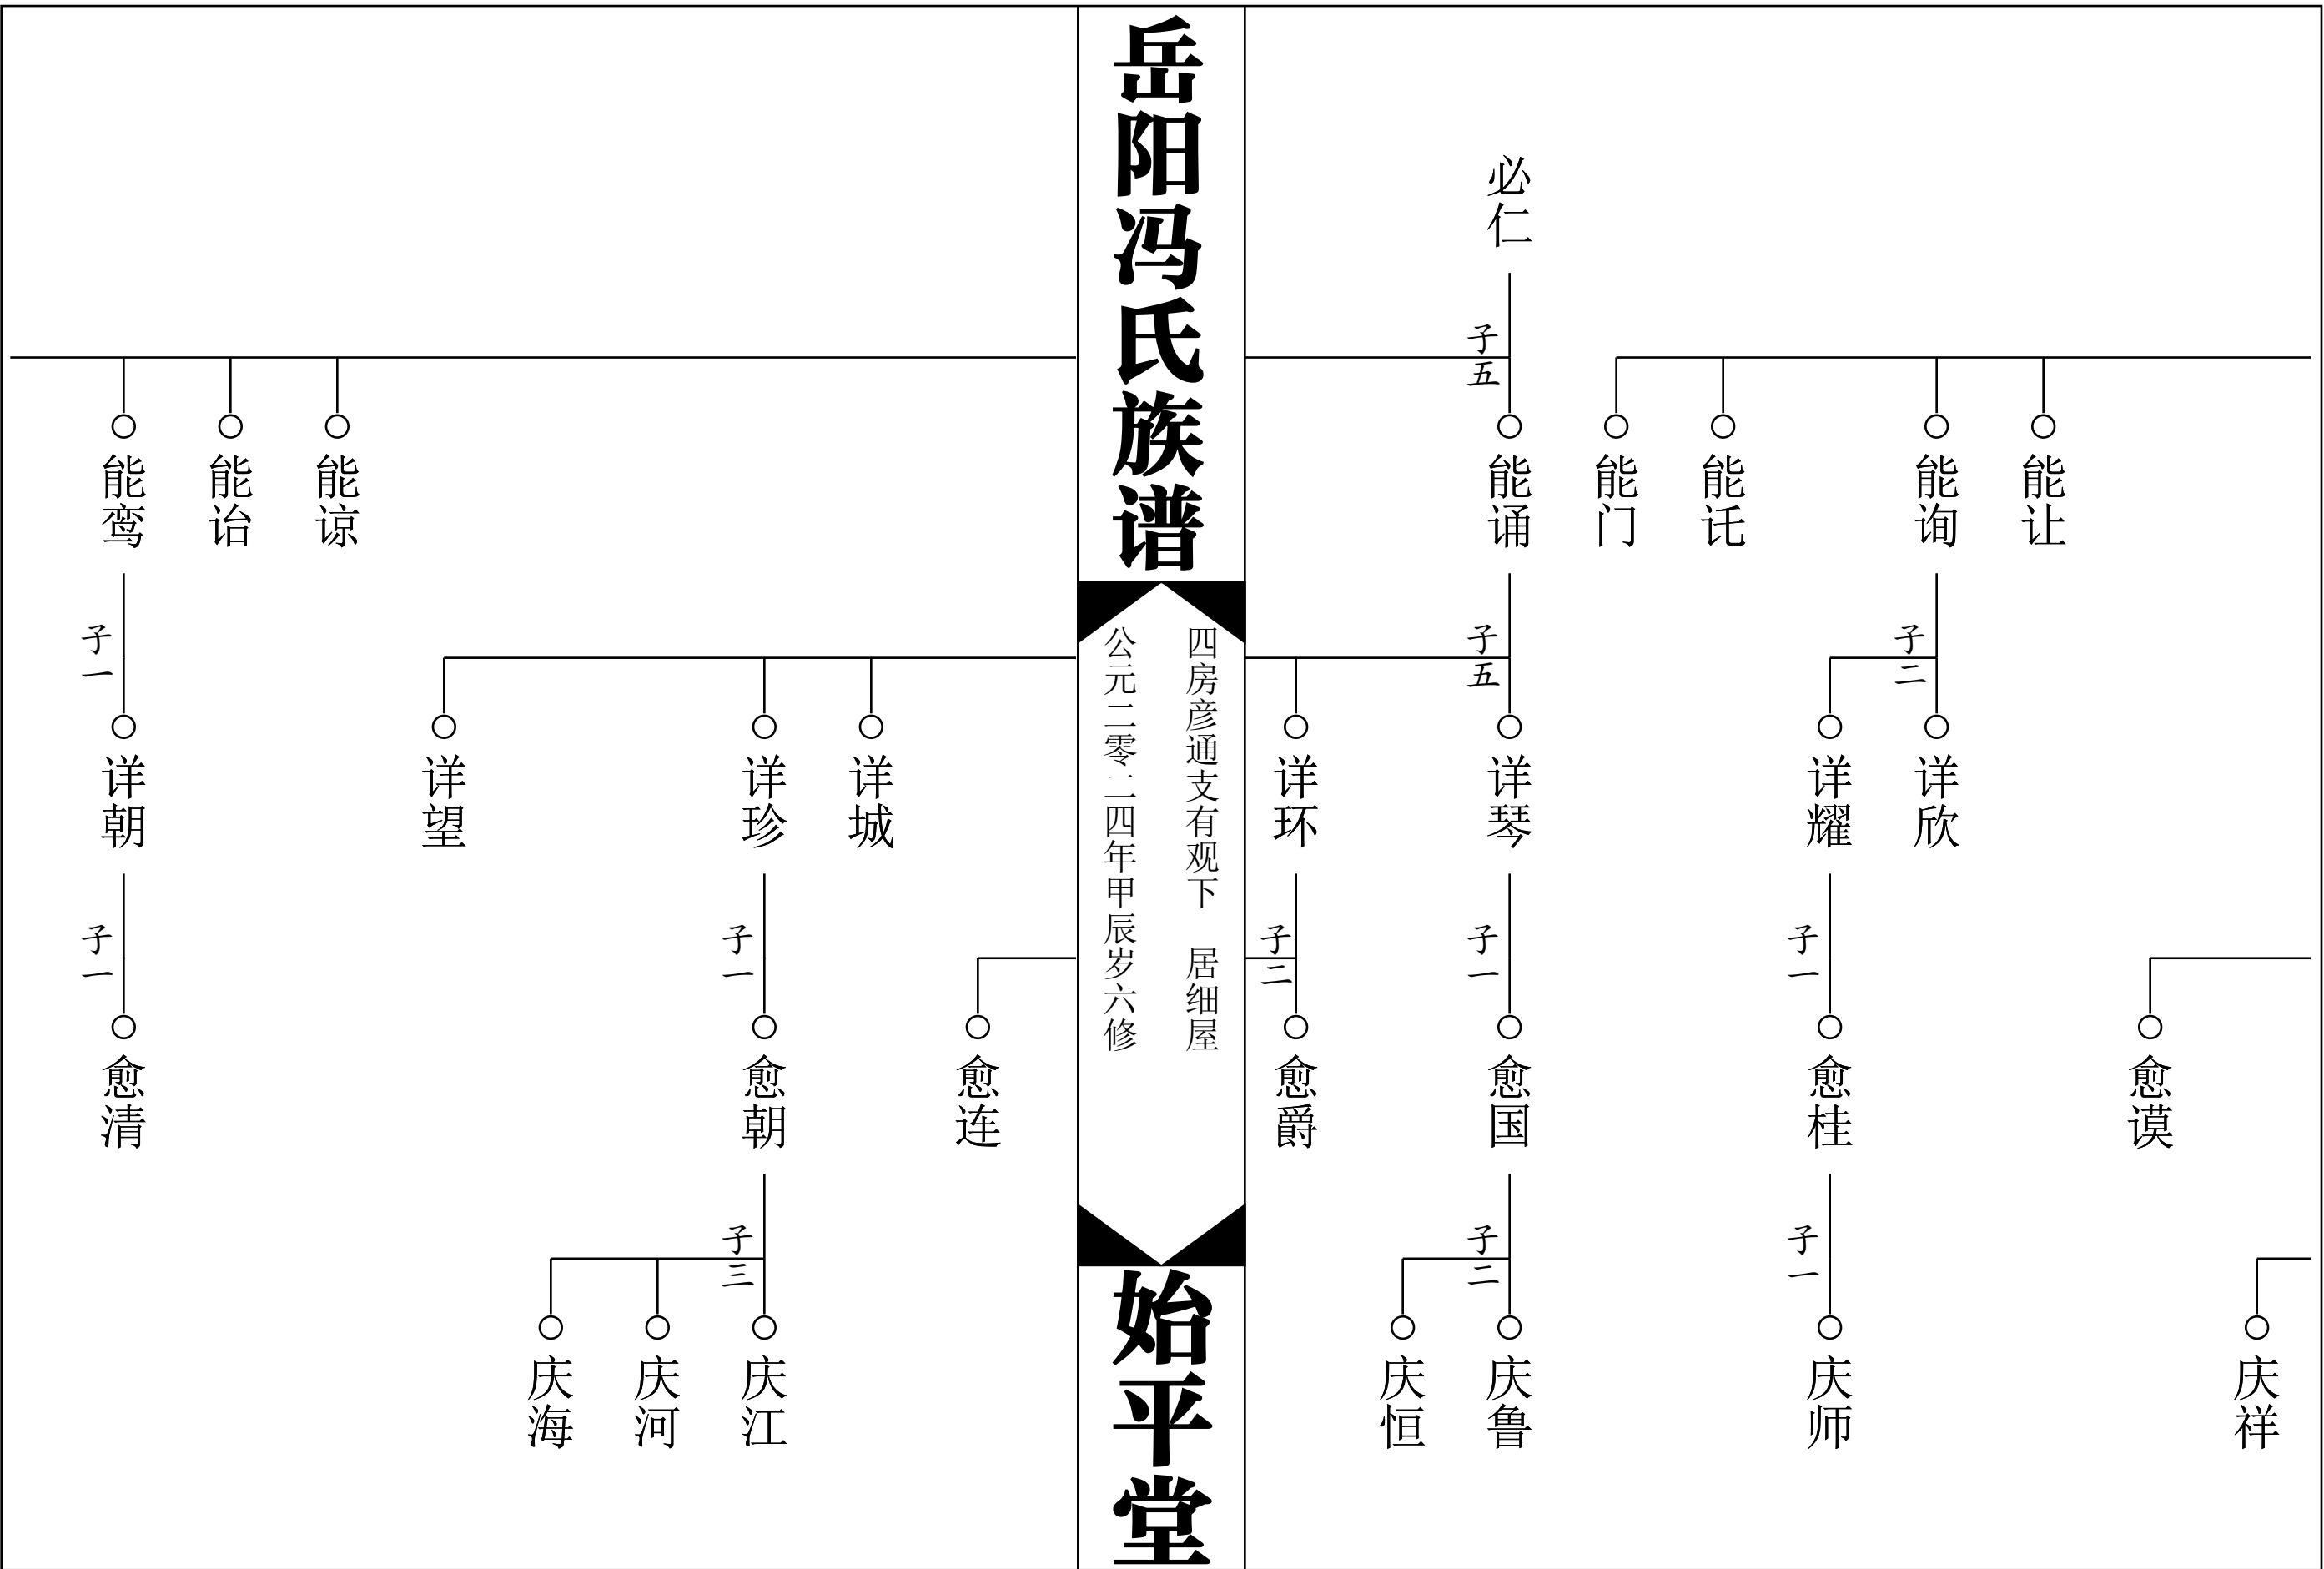 必仁
子五
能让
能询
能讬
能门
能诵
子二
子五
详欣
详耀
详琴
详环
子一
子一
子二
愈谟
愈桂
愈国
愈爵
子一
子二
庆祥
庆师
庆鲁
庆恒
岳阳冯氏族谱
四房彦通支有观下 居细屋
公元二零二四年甲辰岁六修
始平堂
能谅
能诒
能鸾
子一
详城
详珍
详望
详朝
子一
子一
愈连
愈朝
愈清
子三
庆江
庆河
庆海